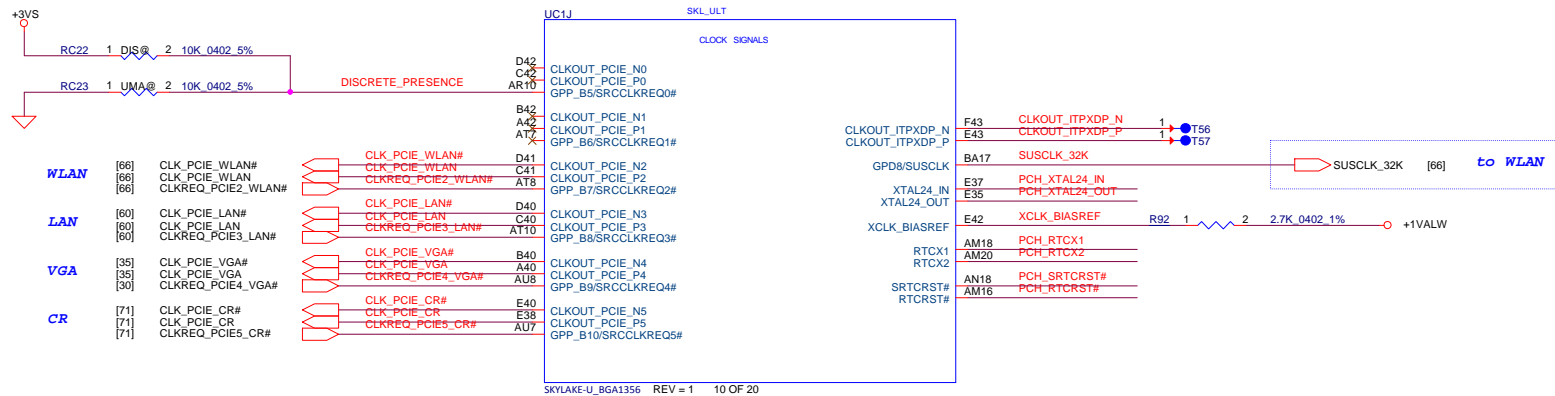 +3VS
UC1J
SKL_ULT
CLOCK SIGNALS
RC22 1 DIS@ 2 10K_0402_5%
RC23 1 UMA@ 2 10K_0402_5%
DISCRETE_PRESENCE
D42 CLKOUT_PCIE_N0
C42 CLKOUT_PCIE_P0
AR10 GPP_B5/SRCCLKREQ0#
B42 CLKOUT_PCIE_N1
A42 CLKOUT_PCIE_P1
AT7 GPP_B6/SRCCLKREQ1#
WLAN
[66] CLK_PCIE_WLAN# CLK_PCIE_WLAN# D41 CLKOUT_PCIE_N2
[66] CLK_PCIE_WLAN CLK_PCIE_WLAN C41 CLKOUT_PCIE_P2
[66] CLKREQ_PCIE2_WLAN# CLKREQ_PCIE2_WLAN# AT8 GPP_B7/SRCCLKREQ2#
LAN
[60] CLK_PCIE_LAN# CLK_PCIE_LAN# D40 CLKOUT_PCIE_N3
[60] CLK_PCIE_LAN CLK_PCIE_LAN C40 CLKOUT_PCIE_P3
[60] CLKREQ_PCIE3_LAN# CLKREQ_PCIE3_LAN# AT10 GPP_B8/SRCCLKREQ3#
VGA
[35] CLK_PCIE_VGA# CLK_PCIE_VGA# B40 CLKOUT_PCIE_N4
[35] CLK_PCIE_VGA CLK_PCIE_VGA A40 CLKOUT_PCIE_P4
[30] CLKREQ_PCIE4_VGA# CLKREQ_PCIE4_VGA# AU8 GPP_B9/SRCCLKREQ4#
CR
[71] CLK_PCIE_CR# CLK_PCIE_CR# E40 CLKOUT_PCIE_N5
[71] CLK_PCIE_CR CLK_PCIE_CR E38 CLKOUT_PCIE_P5
[71] CLKREQ_PCIE5_CR# CLKREQ_PCIE5_CR# AU7 GPP_B10/SRCCLKREQ5#
CLKOUT_ITPXDP_N F43 CLKOUT_ITPXDP_N 1 T56
CLKOUT_ITPXDP_P E43 CLKOUT_ITPXDP_P 1 T57
GPD8/SUSCLK BA17 SUSCLK_32K SUSCLK_32K [66] to WLAN
XTAL24_IN E37 PCH_XTAL24_IN
XTAL24_OUT E35 PCH_XTAL24_OUT
XCLK_BIASREF E42 XCLK_BIASREF R92 1 2 2.7K_0402_1% +1VALW
RTCX1 AM18 PCH_RTCX1
RTCX2 AM20 PCH_RTCX2
SRTCRST# AN18 PCH_SRTCRST#
RTCRST# AM16 PCH_RTCRST#
SKYLAKE-U_BGA1356 REV = 1 10 OF 20